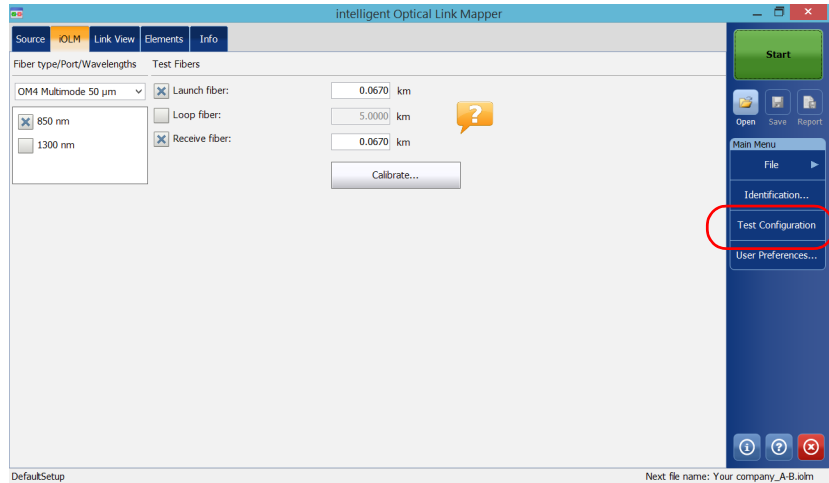 intelligent Optical Link Mapper
Source iOLM Link View Elements Info
Fiber type/Port/Wavelengths Test Fibers
OM4 Multimode 50 µm
850 nm
1300 nm
Launch fiber: 0.0670 km
Loop fiber: 5.0000 km
Receive fiber: 0.0670 km
?
Calibrate...
Start
Open Save Report
Main Menu
File
Identification...
Test Configuration
User Preferences...
DefaultSetup
Next file name: Your company_A-B.iolm